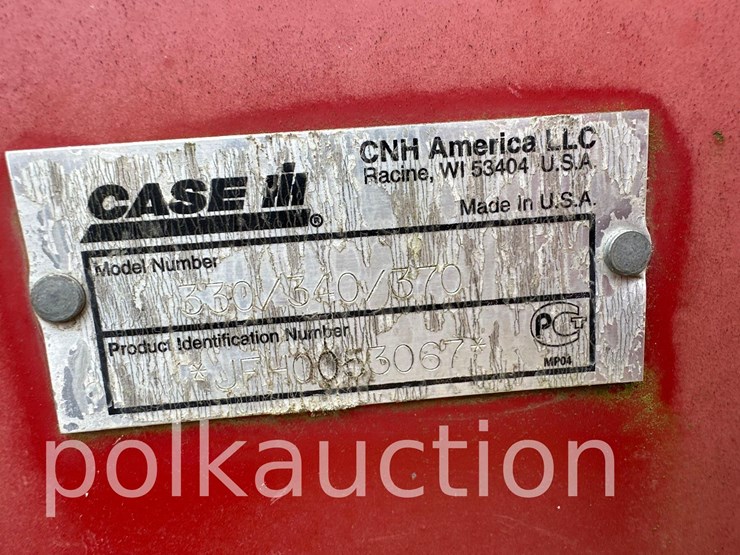 CASE IH ®
CNH America LLC
Racine, WI 53404 U.S.A.
Made In U.S.A.
Model Number
330/340/370
Product Identification Number
*JFH0053067*
PCT
MP04
polkauction